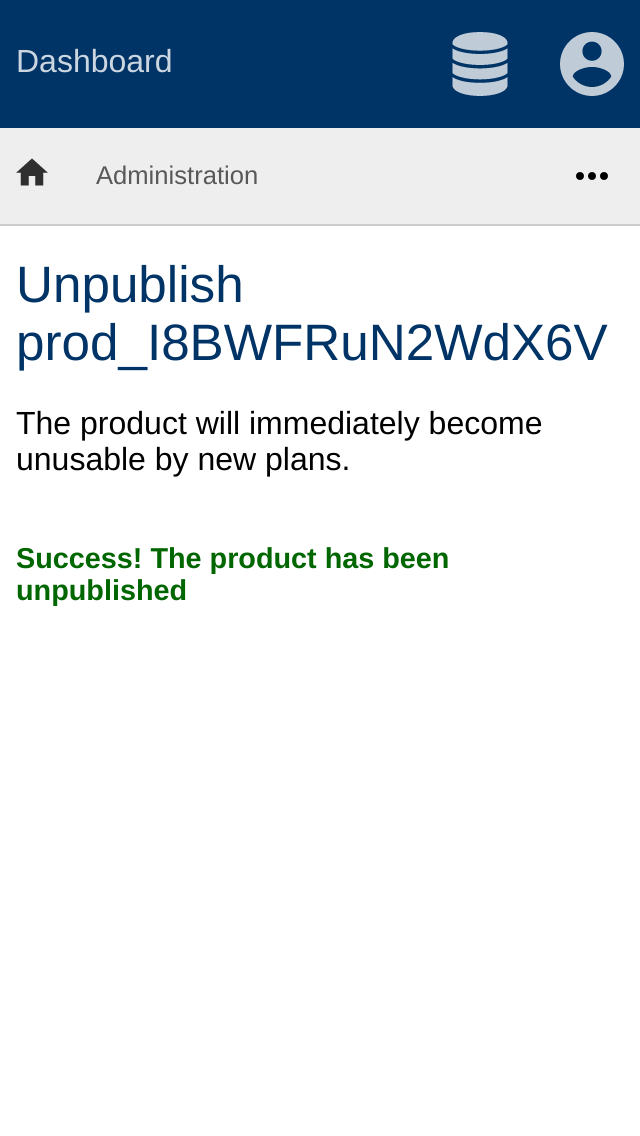 Dashboard
Administration
Unpublish
prod_I8BWFRuN2WdX6V
The product will immediately become
unusable by new plans.
Success! The product has been
unpublished